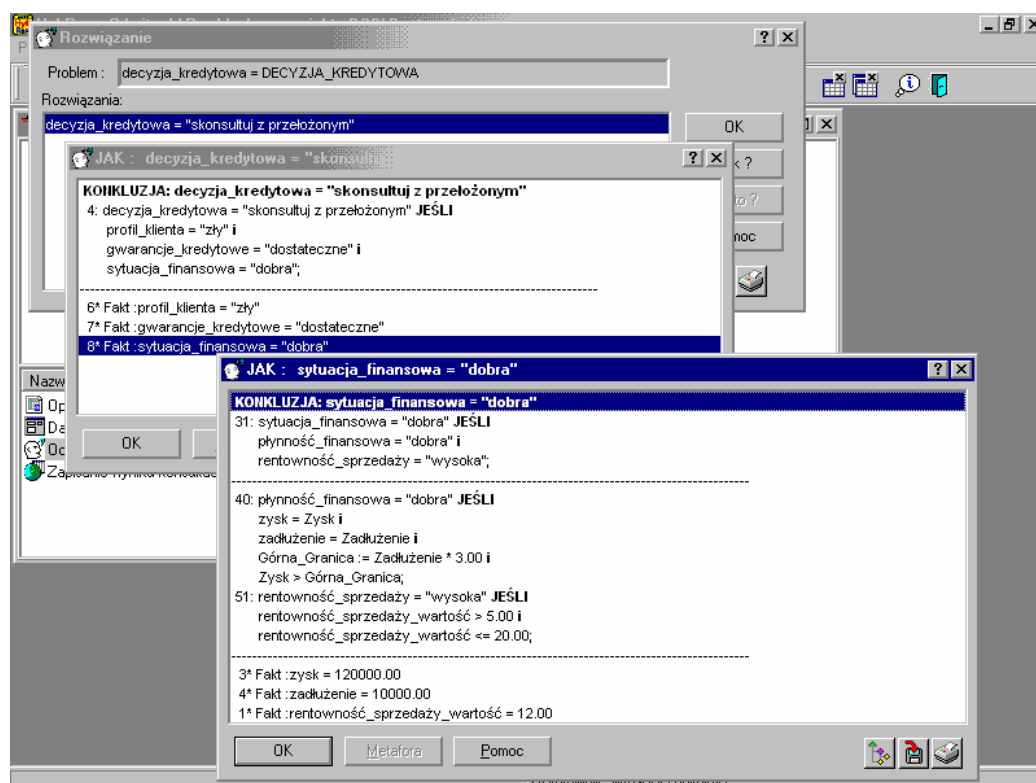 Rozwiązanie
Problem : decyzja_kredytowa = DECYZJA_KREDYTOWA
Rozwiązania:
decyzja_kredytowa = "skonsultuj z przełożonym"
OK
JAK : decyzja_kredytowa = "skonsultuj
k ?
to ?
moc
KONKLUZJA: decyzja_kredytowa = "skonsultuj z przełożonym"
4: decyzja_kredytowa = "skonsultuj z przełożonym" JEŚLI
profil_klienta = "zły" i
gwarancje_kredytowe = "dostateczne" i
sytuacja_finansowa = "dobra";
6* Fakt :profil_klienta = "zły"
7* Fakt :gwarancje_kredytowe = "dostateczne"
8* Fakt :sytuacja_finansowa = "dobra"
OK
Nazw
Op
Da
Oc
JAK : sytuacja_finansowa = "dobra"
KONKLUZJA: sytuacja_finansowa = "dobra"
31: sytuacja_finansowa = "dobra" JEŚLI
płynność_finansowa = "dobra" i
rentowność_sprzedaży = "wysoka";
40: płynność_finansowa = "dobra" JEŚLI
zysk = Zysk i
zadłużenie = Zadłużenie i
Górna_Granica := Zadłużenie * 3.00 i
Zysk > Górna_Granica;
51: rentowność_sprzedaży = "wysoka" JEŚLI
rentowność_sprzedaży_wartość > 5.00 i
rentowność_sprzedaży_wartość <= 20.00;
3* Fakt :zysk = 120000.00
4* Fakt :zadłużenie = 10000.00
1* Fakt :rentowność_sprzedaży_wartość = 12.00
OK
Metafora
Pomoc